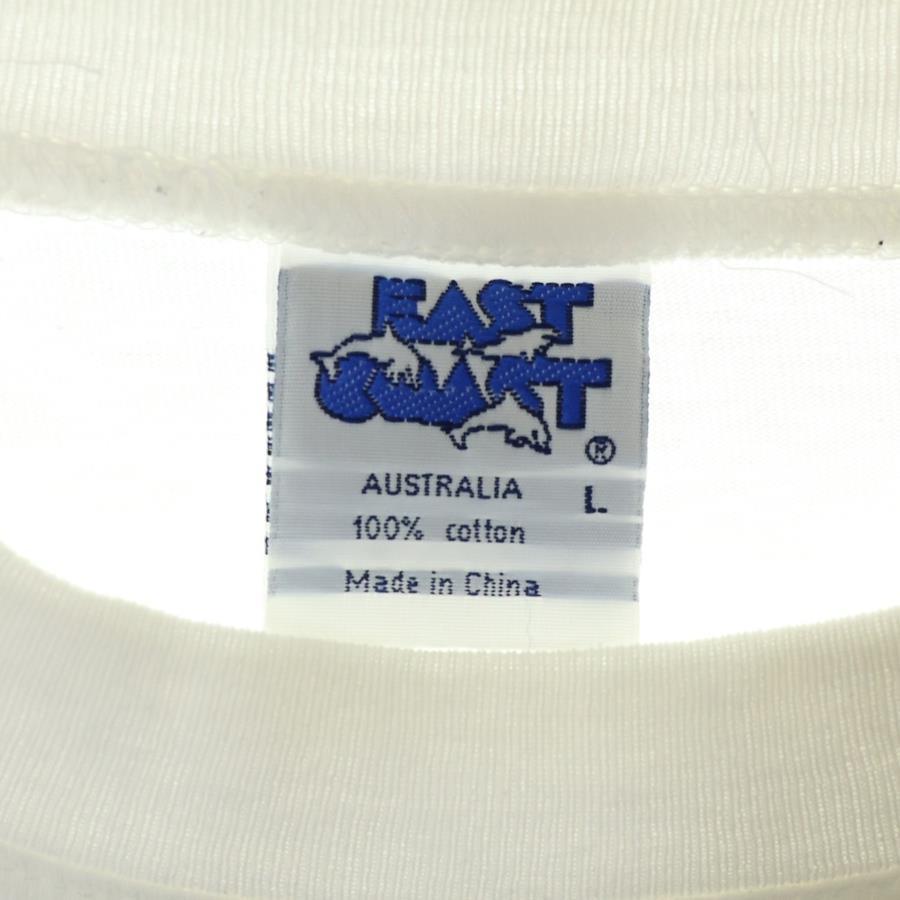 EAST
COAST
®
AUSTRALIA L
100% cotton
Made in China